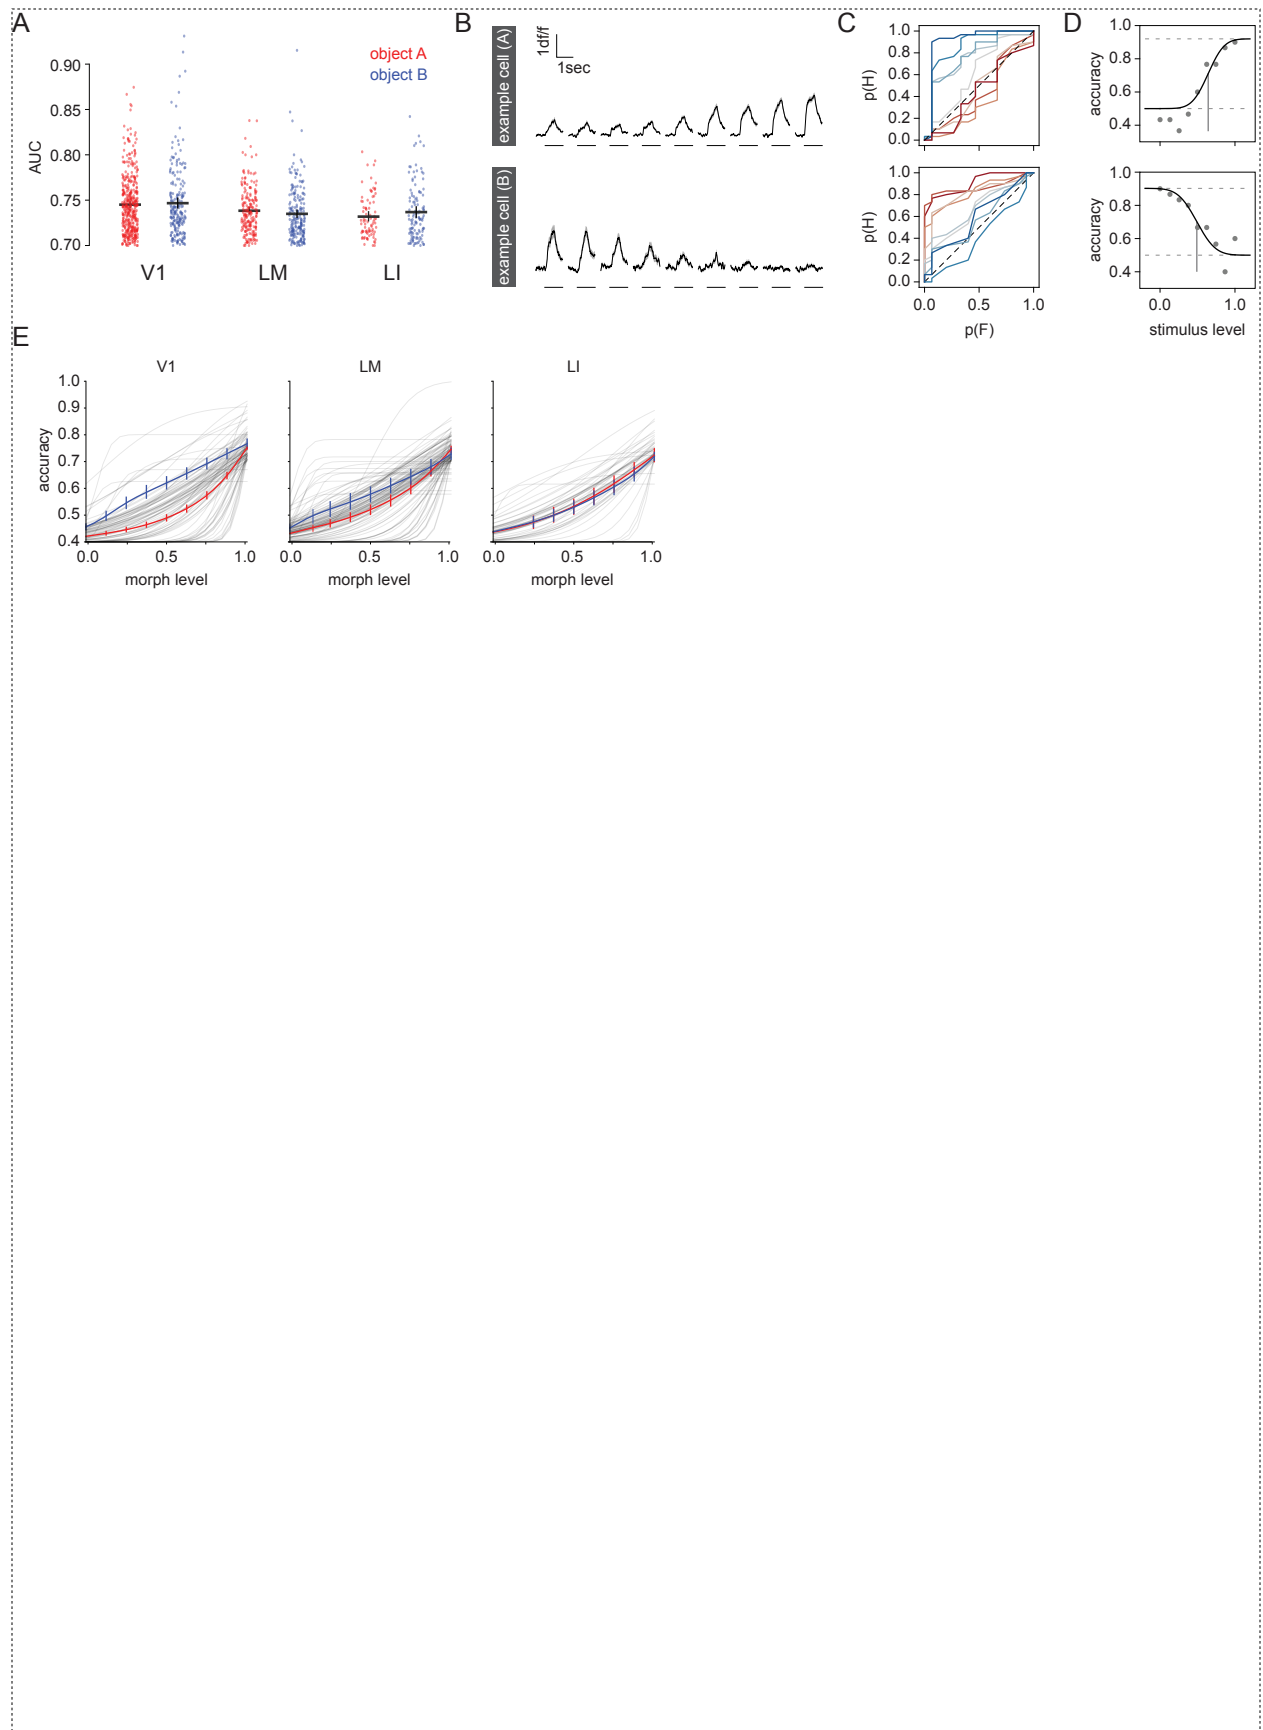 A
object A
object B
0.90
0.85
0.80
0.75
0.70
AUC
V1 LM LI
B
example cell (A)
1df/f
1sec
example cell (B)
C
p(H)
1.0
0.8
0.6
0.4
0.2
0.0
p(H)
1.0
0.8
0.6
0.4
0.2
0.0
0.0 0.5 1.0
p(F)
D
accuracy
1.0
0.8
0.6
0.4
accuracy
1.0
0.8
0.6
0.4
0.0 1.0
stimulus level
E
V1 LM LI
accuracy
1.0
0.9
0.8
0.7
0.6
0.5
0.4
0.0 0.5 1.0 0.0 0.5 1.0 0.0 0.5 1.0
morph level morph level morph level